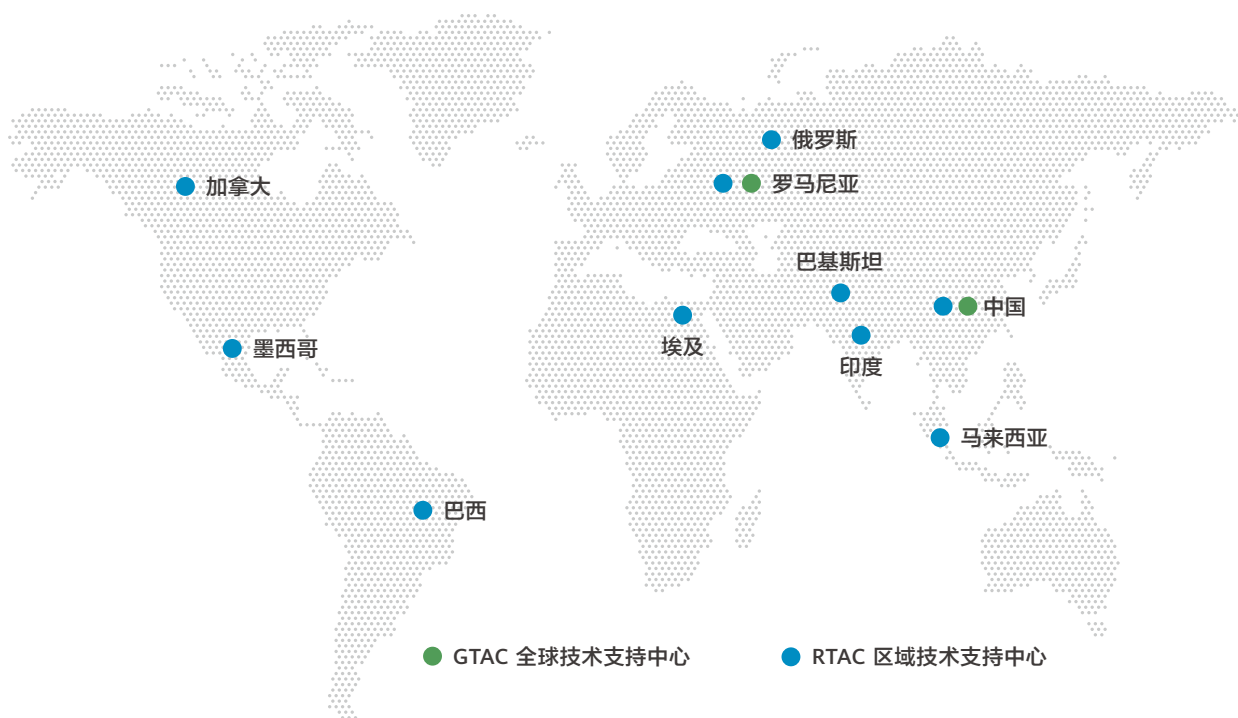 俄罗斯
加拿大
罗马尼亚
巴基斯坦
中国
埃及
墨西哥
印度
马来西亚
巴西
GTAC 全球技术支持中心
RTAC 区域技术支持中心